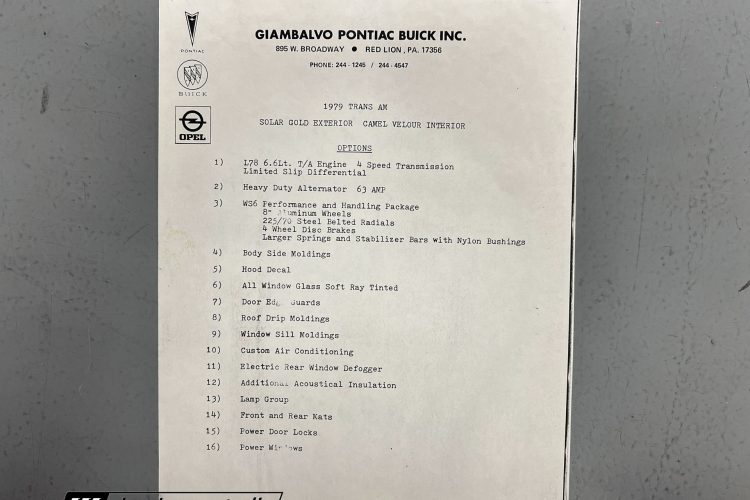 GIAMBALVO PONTIAC BUICK INC.
895 W. BROADWAY ● RED LION, PA. 17356
PHONE: 244-1245 / 244-4547
PONTIAC
BUICK
OPEL
1979 TRANS AM
SOLAR GOLD EXTERIOR CAMEL VELOUR INTERIOR
OPTIONS
1) L78 6.6Lt. T/A Engine 4 Speed Transmission
Limited Slip Differential
2) Heavy Duty Alternator 63 AMP
3) WS6 Performance and Handling Package
8" Aluminum Wheels
225/70 Steel Belted Radials
4 Wheel Disc Brakes
Larger Springs and Stabilizer Bars with Nylon Bushings
4) Body Side Moldings
5) Hood Decal
6) All Window Glass Soft Ray Tinted
7) Door Edge Guards
8) Roof Drip Moldings
9) Window Sill Moldings
10) Custom Air Conditioning
11) Electric Rear Window Defogger
12) Additional Acoustical Insulation
13) Lamp Group
14) Front and Rear Mats
15) Power Door Locks
16) Power Windows